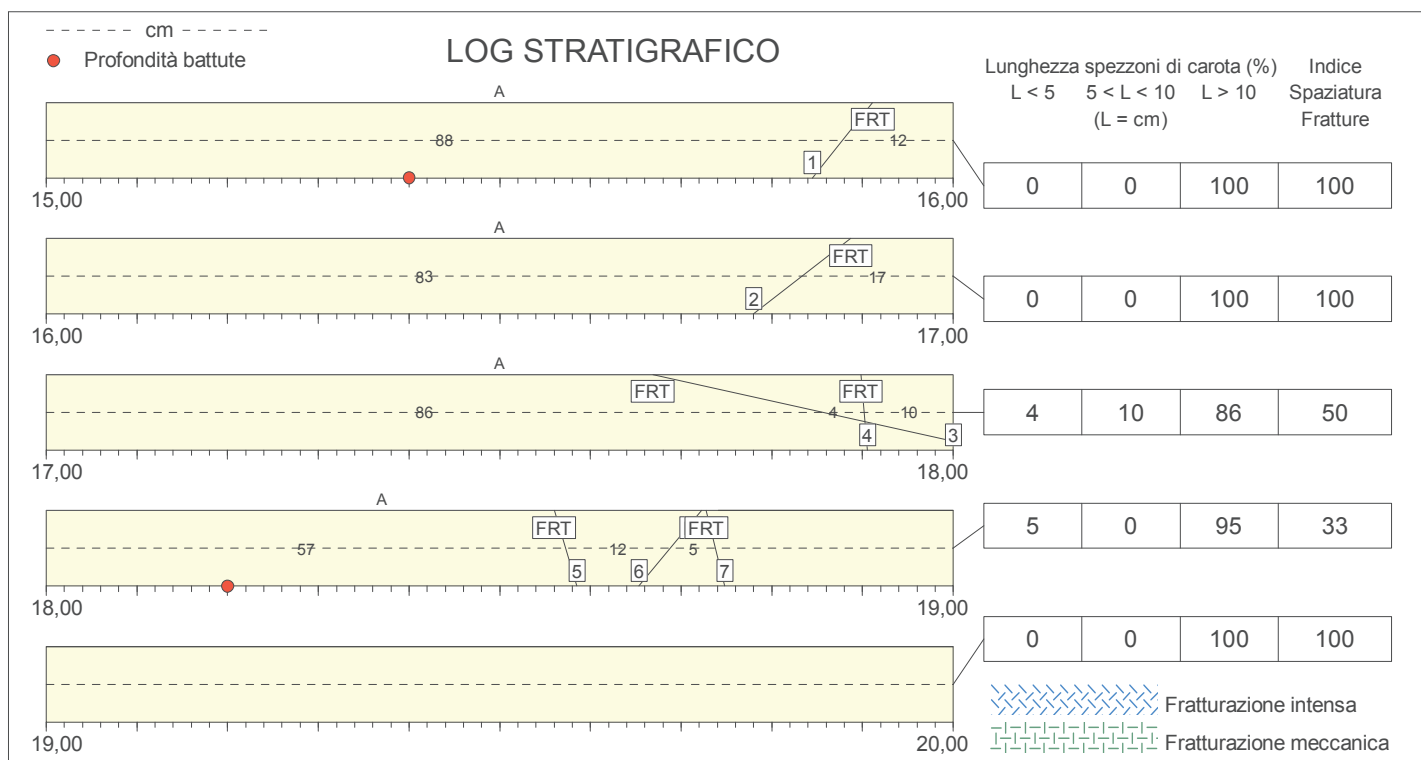 cm
Profondità battute
LOG STRATIGRAFICO
Lunghezza spezzoni di carota (%)
L < 5 5 < L < 10 L > 10
(L = cm)
Indice
Spaziatura
Fratture
A
88 FRT 12
1
15,00 16,00
0 0 100 100
A
83 FRT 17
2
16,00 17,00
0 0 100 100
A
FRT FRT
86 4 10
4 3
17,00 18,00
4 10 86 50
A
FRT FRT
57 12 5
5 6 7
18,00 19,00
5 0 95 33
19,00 20,00
0 0 100 100
Fratturazione intensa
Fratturazione meccanica